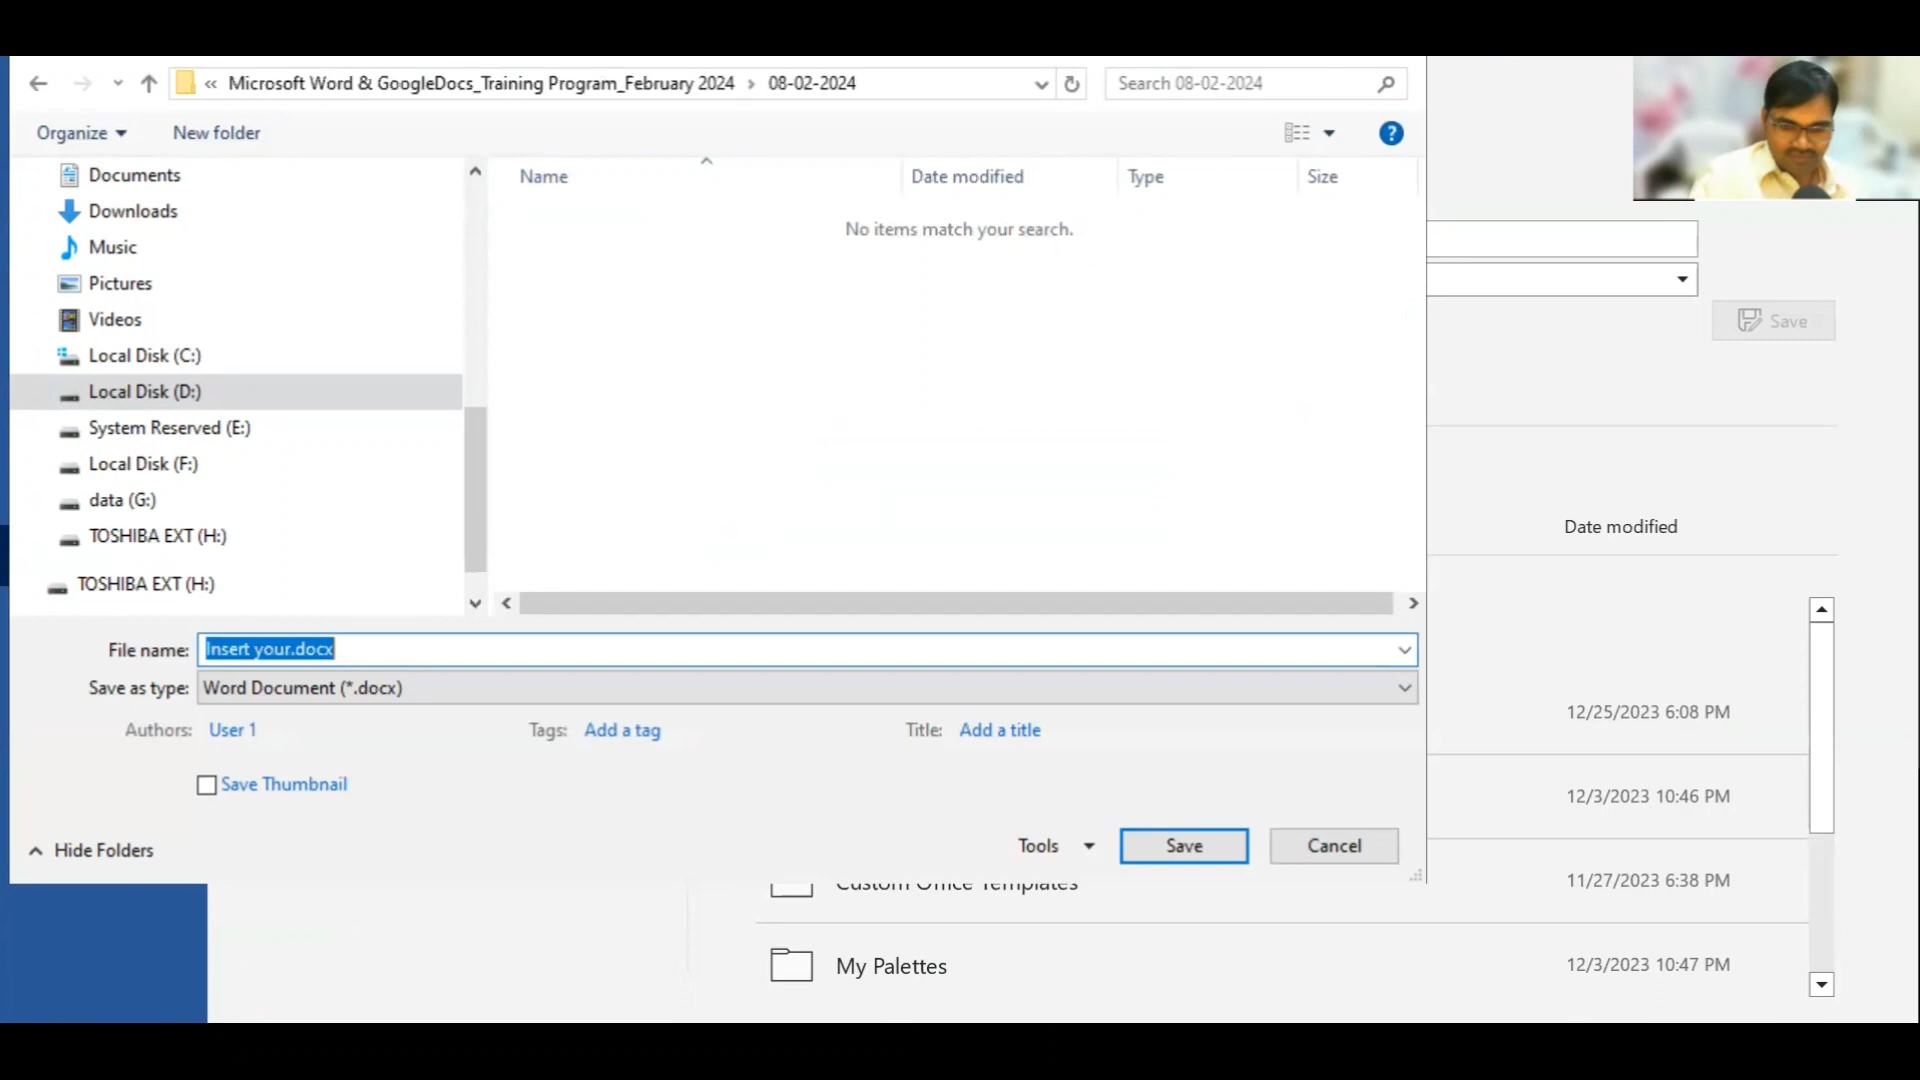 « Microsoft Word & GoogleDocs_Training Program_February 2024 › 08-02-2024
Search 08-02-2024
Organize
New folder
?
Documents
Downloads
Music
Pictures
Videos
Local Disk (C:)
Local Disk (D:)
System Reserved (E:)
Local Disk (F:)
data (G:)
TOSHIBA EXT (H:)
TOSHIBA EXT (H:)
Name
Date modified
Type
Size
No items match your search.
File name: Insert your.docx
Save as type: Word Document (*.docx)
Authors: User 1
Tags: Add a tag
Title: Add a title
Save Thumbnail
Hide Folders
Tools
Save
Cancel
Save
Date modified
12/25/2023 6:08 PM
12/3/2023 10:46 PM
Custom Office Templates
11/27/2023 6:38 PM
My Palettes
12/3/2023 10:47 PM